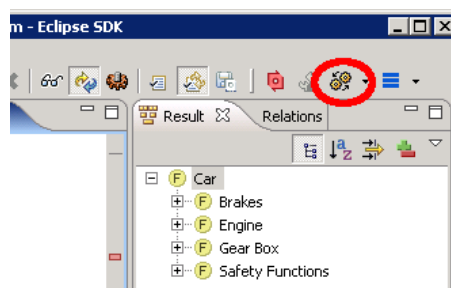 m - Eclipse SDK
Result Relations
F Car
F Brakes
F Engine
F Gear Box
F Safety Functions